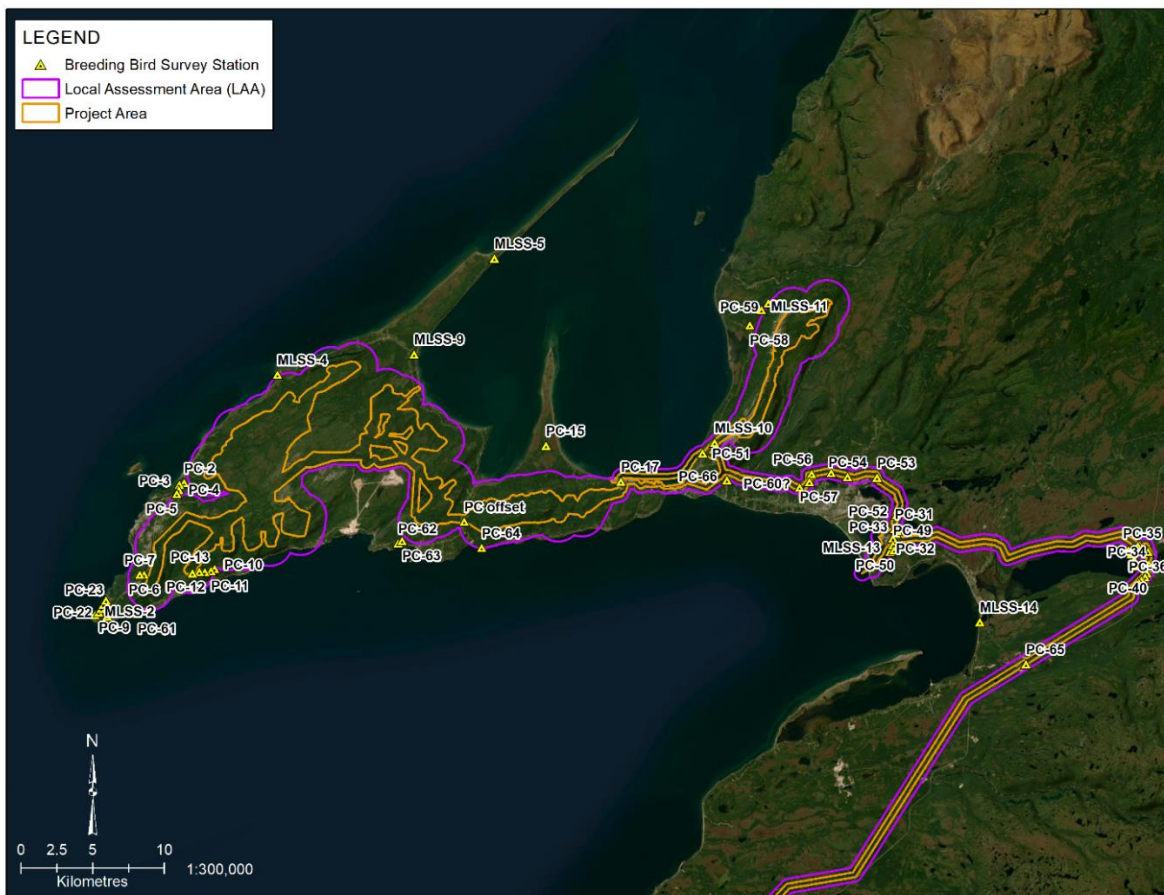 LEGEND
Breeding Bird Survey Station
Local Assessment Area (LAA)
Project Area
MLSS-5
PC-59
MLSS-11
PC-58
MLSS-9
MLSS-4
MLSS-10
PC-15
PC-51
PC-2
PC-3
PC-4
PC-5
PC-17
PC-66
PC-56
PC-54
PC-53
PC-60?
PC-57
PC offset
PC-52
PC-31
PC-33
PC-49
PC-62
PC-64
PC-63
MLSS-13
PC-32
PC-50
PC-35
PC-34
PC-36
PC-40
PC-7
PC-13
PC-10
PC-6
PC-12
PC-11
PC-23
PC-22
MLSS-2
PC-9
PC-61
MLSS-14
PC-65
N
0 2.5 5 10
Kilometres
1:300,000